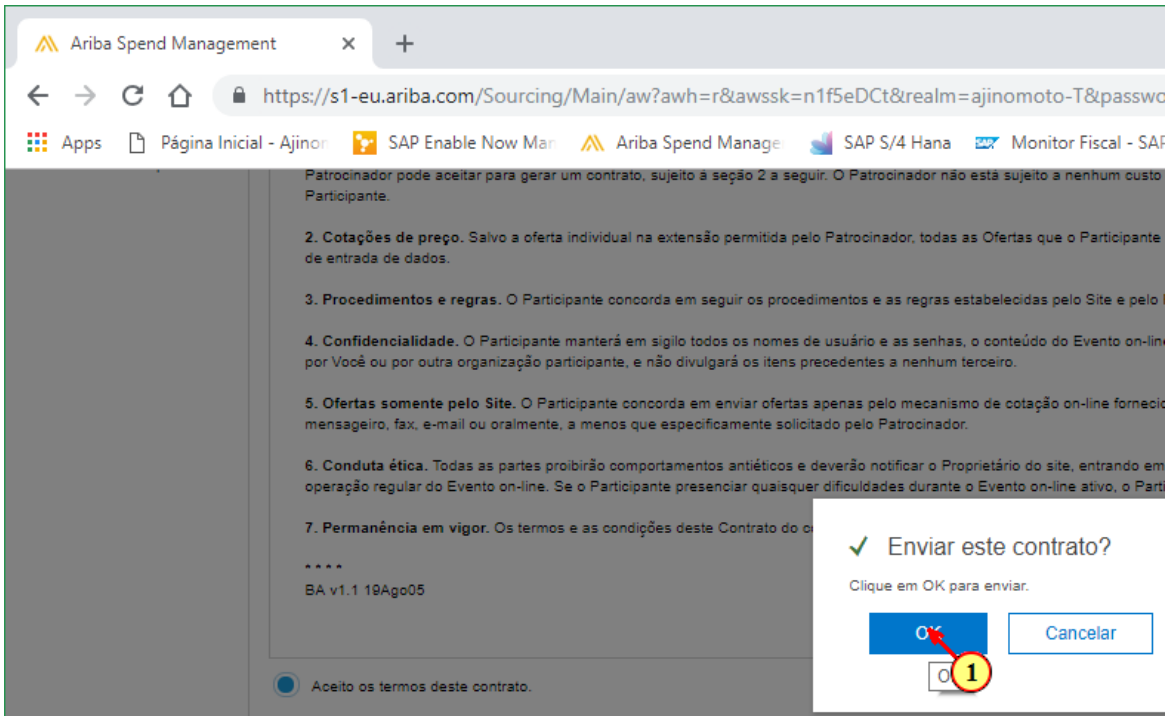 Ariba Spend Management
https://s1-eu.ariba.com/Sourcing/Main/aw?awh=r&awssk=n1f5eDCt&realm=ajinomoto-T&passwo
Apps Página Inicial - Ajinon SAP Enable Now Man Ariba Spend Manage SAP S/4 Hana SAP Monitor Fiscal - SAP
Patrocinador pode aceitar para gerar um contrato, sujeito à seção 2 a seguir. O Patrocinador não está sujeito a nenhum custo
Participante.
2. Cotações de preço. Salvo a oferta individual na extensão permitida pelo Patrocinador, todas as Ofertas que o Participante
de entrada de dados.
3. Procedimentos e regras. O Participante concorda em seguir os procedimentos e as regras estabelecidas pelo Site e pelo
4. Confidencialidade. O Participante manterá em sigilo todos os nomes de usuário e as senhas, o conteúdo do Evento on-line
por Você ou por outra organização participante, e não divulgará os itens precedentes a nenhum terceiro.
5. Ofertas somente pelo Site. O Participante concorda em enviar ofertas apenas pelo mecanismo de cotação on-line fornecid
mensageiro, fax, e-mail ou oralmente, a menos que especificamente solicitado pelo Patrocinador.
6. Conduta ética. Todas as partes proibirão comportamentos antiéticos e deverão notificar o Proprietário do site, entrando em
operação regular do Evento on-line. Se o Participante presenciar quaisquer dificuldades durante o Evento on-line ativo, o Parti
7. Permanência em vigor. Os termos e as condições deste Contrato do
* * * *
BA v1.1 19Ago05
Aceito os termos deste contrato.
Enviar este contrato?
Clique em OK para enviar.
OK Cancelar
1